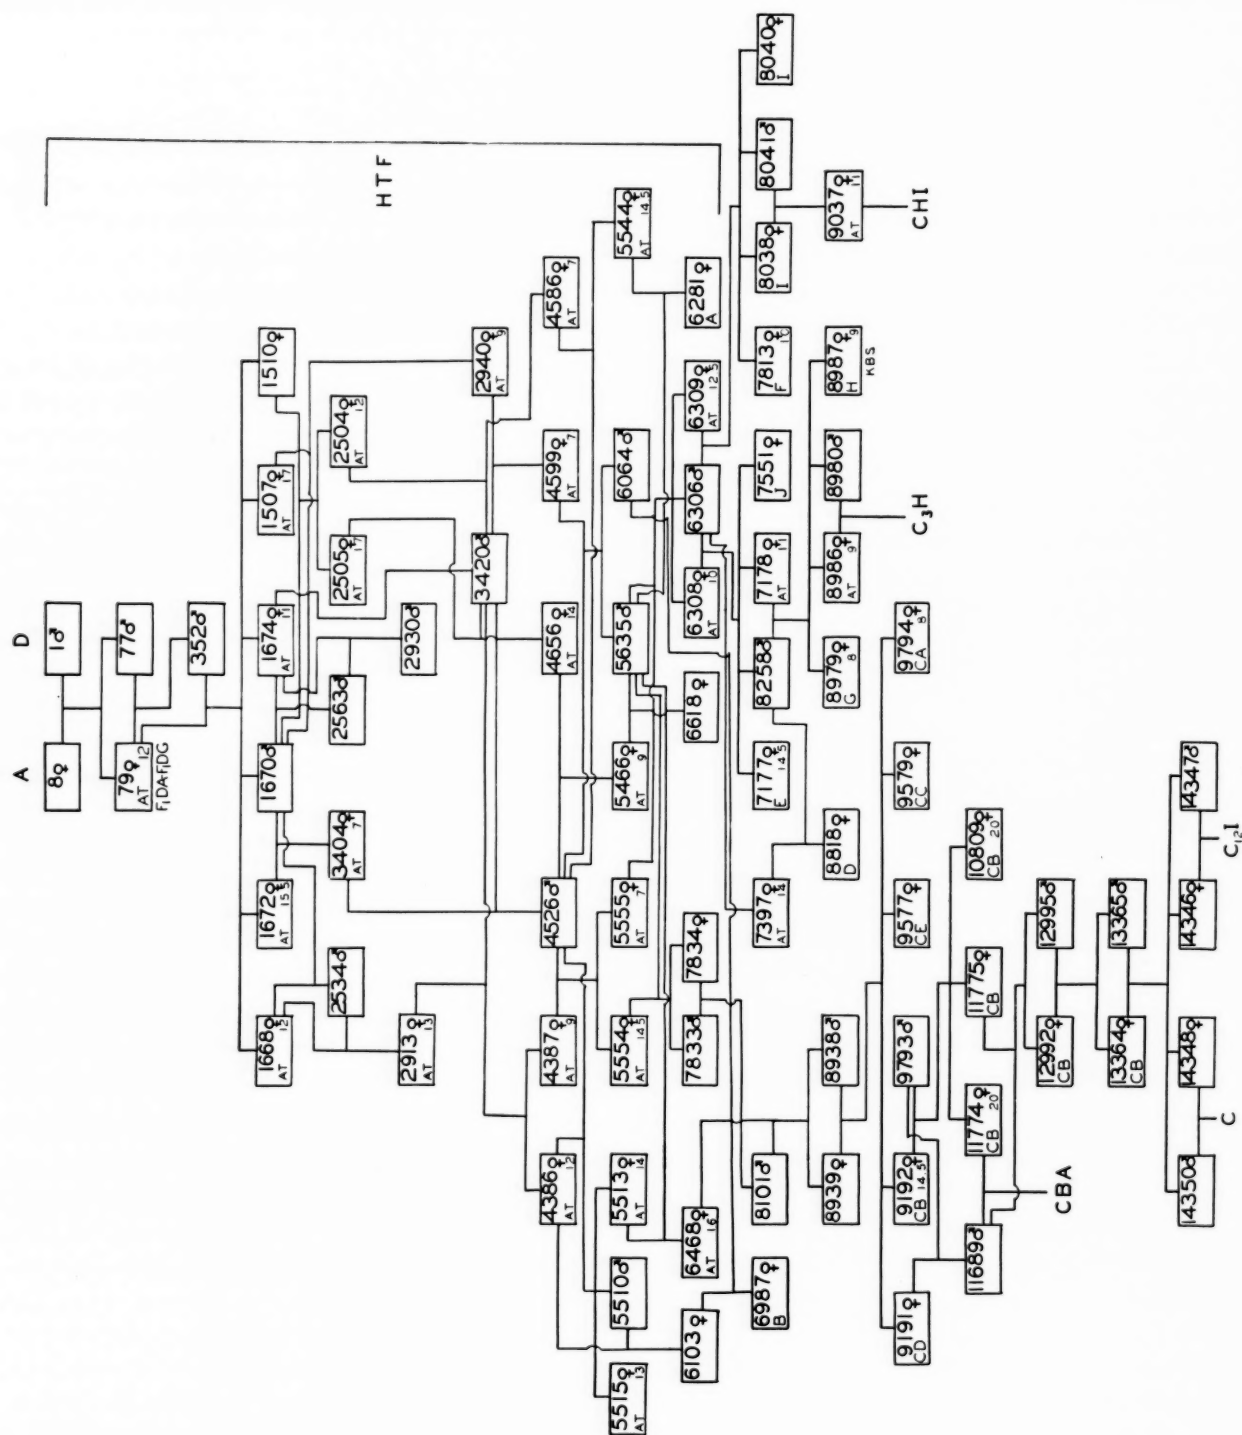 A D
8♀ 1♂
79♀ AT 12 77♂
F₁DA-F₁DG
352♂
1668♀ AT 12 1672♀ AT 15.5 1670♂ 1674♀ AT 11 1507♀ AT 17 1510♀
2534♂ 3404♀ AT 7 2563♂ 2505♀ AT 17 2504♀ AT 12
2913♀ AT 13 2930♂
3420♂ 2940♀ AT 9
4386♀ AT 12 4387♀ AT 9 4526♂ 4656♀ AT 14 4599♀ AT 7 4586♀ AT 7
HTF
5515♀ AT 13 5510♂ 5513♀ AT 14 5554♀ AT 14.5 5555♀ AT 7 5466♀ AT 9 5635♂ 6064♂ 5544♀ AT 14.5
6103♀ 6468♀ AT 16 7833♂ 7834♀ 6618♀ 6308♀ AT 10 6306♂ 6309♀ AT 12.5 6281♀ A
6987♀ B 8101♂ 7397♀ AT 14 7177♀ E 14.5 8258♂ 7178♀ AT 11 7551♀ J 7813♀ F 10 8038♀ I 8041♂ 8040♀ I
8939♀ 8938♂ 8818♀ D 8979♀ G 8 8986♀ AT 9 8980♂ 8987♀ H 9 9037♀ AT 11
KBS
9191♀ CD 9192♀ CB 14.5 9793♂ 9577♀ CE 9579♀ CC 9794♀ CA 8
C₃H CHI
11689♂ 11774♀ CB 20 11775♀ CB 10809♀ CB 20
CBA
12992♀ CB 12995♂
13364♀ CB 13365♂
14350♂ 14348♀ 14346♀ 14347♂
C C₁₂I